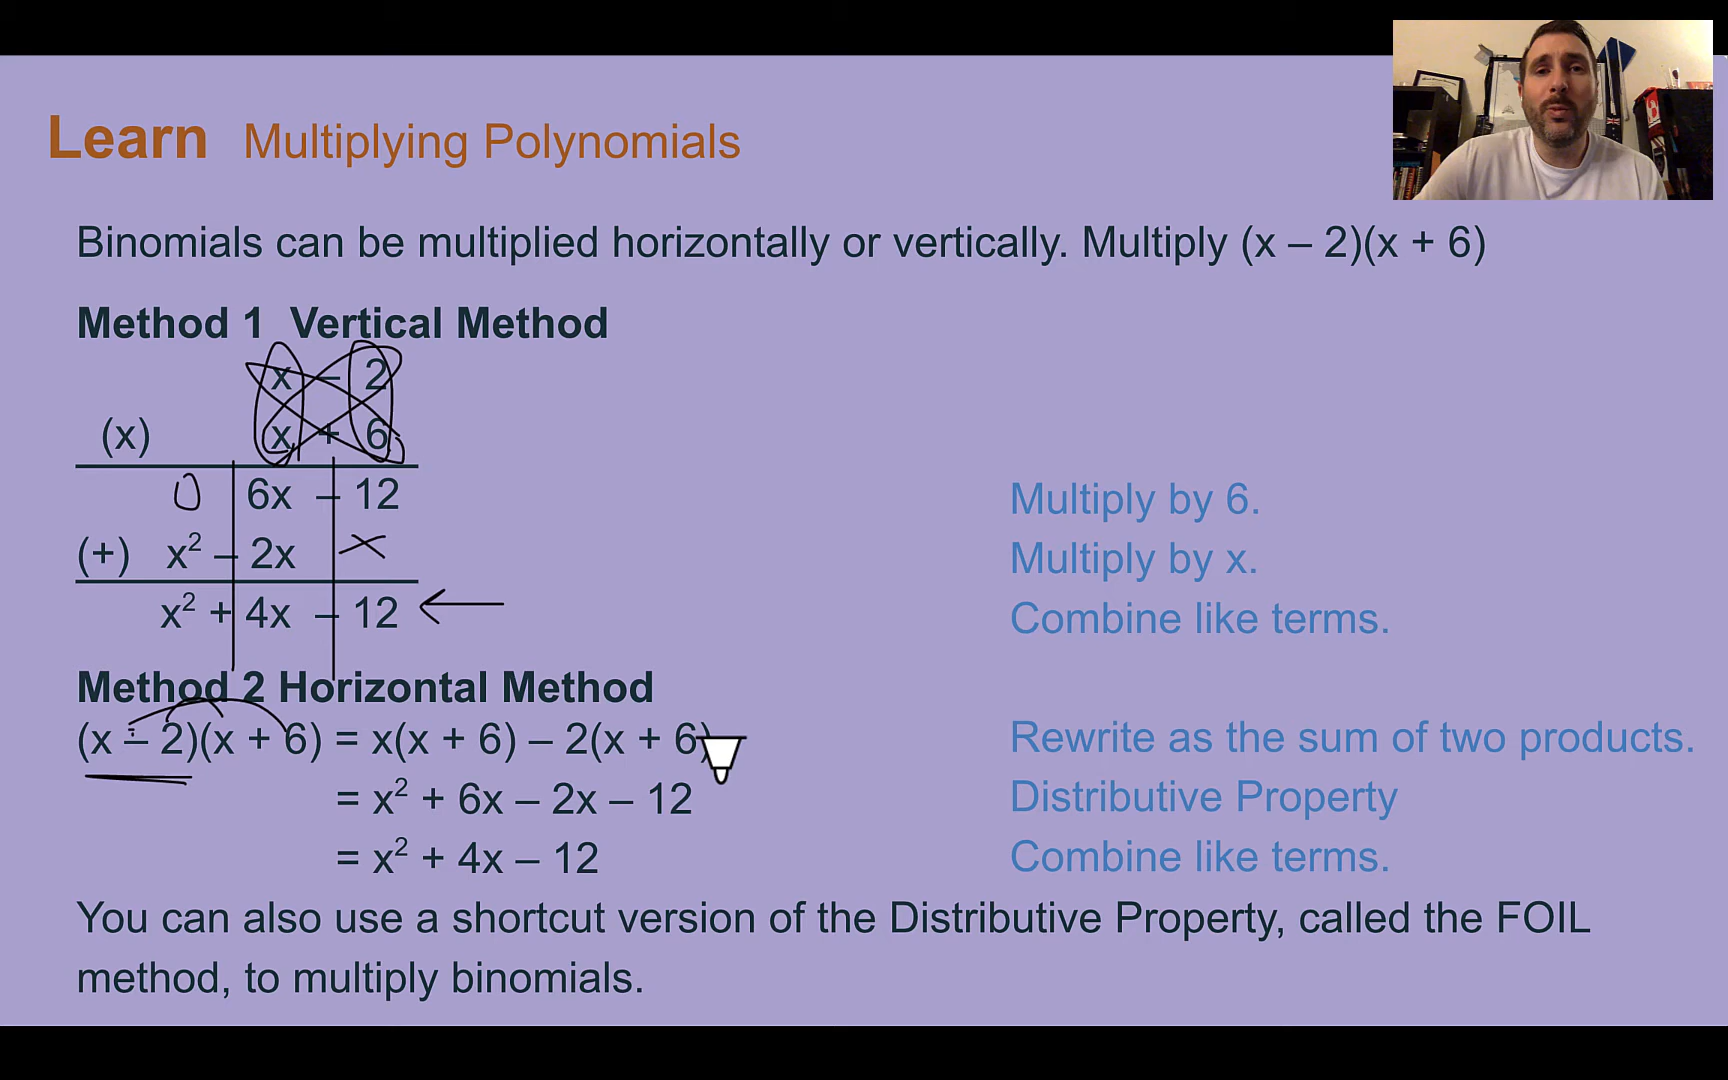 Learn Multiplying Polynomials
Binomials can be multiplied horizontally or vertically. Multiply (x – 2)(x + 6)
Method 1 Vertical Method
x – 2
(x) x + 6
0 6x – 12 Multiply by 6.
(+) x² – 2x x Multiply by x.
x² + 4x – 12 Combine like terms.
Method 2 Horizontal Method
(x – 2)(x + 6) = x(x + 6) – 2(x + 6) Rewrite as the sum of two products.
= x² + 6x – 2x – 12 Distributive Property
= x² + 4x – 12 Combine like terms.
You can also use a shortcut version of the Distributive Property, called the FOIL
method, to multiply binomials.